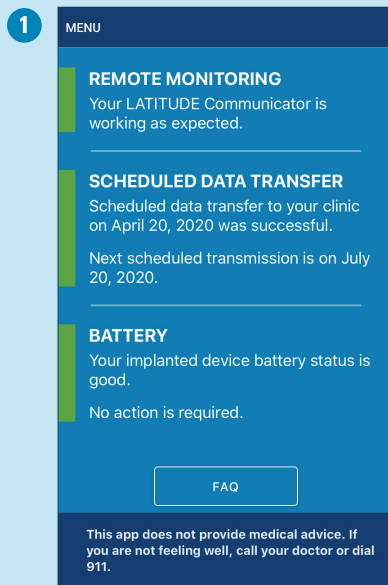 1
MENU
REMOTE MONITORING
Your LATITUDE Communicator is
working as expected.
SCHEDULED DATA TRANSFER
Scheduled data transfer to your clinic
on April 20, 2020 was successful.
Next scheduled transmission is on July
20, 2020.
BATTERY
Your implanted device battery status is
good.
No action is required.
FAQ
This app does not provide medical advice. If
you are not feeling well, call your doctor or dial
911.